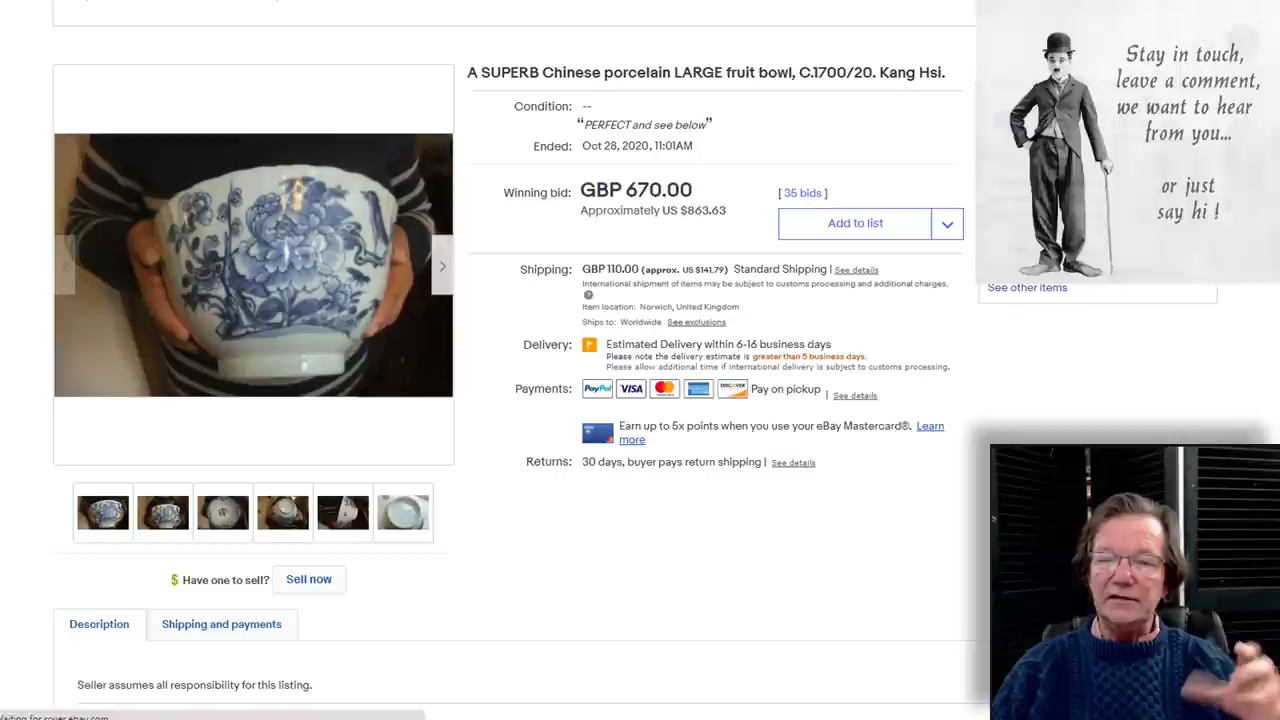 A SUPERB Chinese porcelain LARGE fruit bowl, C.1700/20. Kang Hsi.
Condition: --
“PERFECT and see below”
Ended: Oct 28, 2020, 11:01AM
Winning bid: GBP 670.00 [ 35 bids ]
Approximately US $863.63
Add to list
Shipping: GBP 110.00 (approx. US $141.79) Standard Shipping | See details
International shipment of items may be subject to customs processing and additional charges.
Item location: Norwich, United Kingdom
Ships to: Worldwide See exclusions
Delivery: Estimated Delivery within 6-16 business days
Please note the delivery estimate is greater than 5 business days.
Please allow additional time if international delivery is subject to customs processing.
Payments: PayPal VISA DISCOVER Pay on pickup | See details
Earn up to 5x points when you use your eBay Mastercard®. Learn
more
Returns: 30 days, buyer pays return shipping | See details
$ Have one to sell? Sell now
Description
Shipping and payments
Seller assumes all responsibility for this listing.
Stay in touch,
leave a comment,
we want to hear
from you...
or just
say hi !
See other items